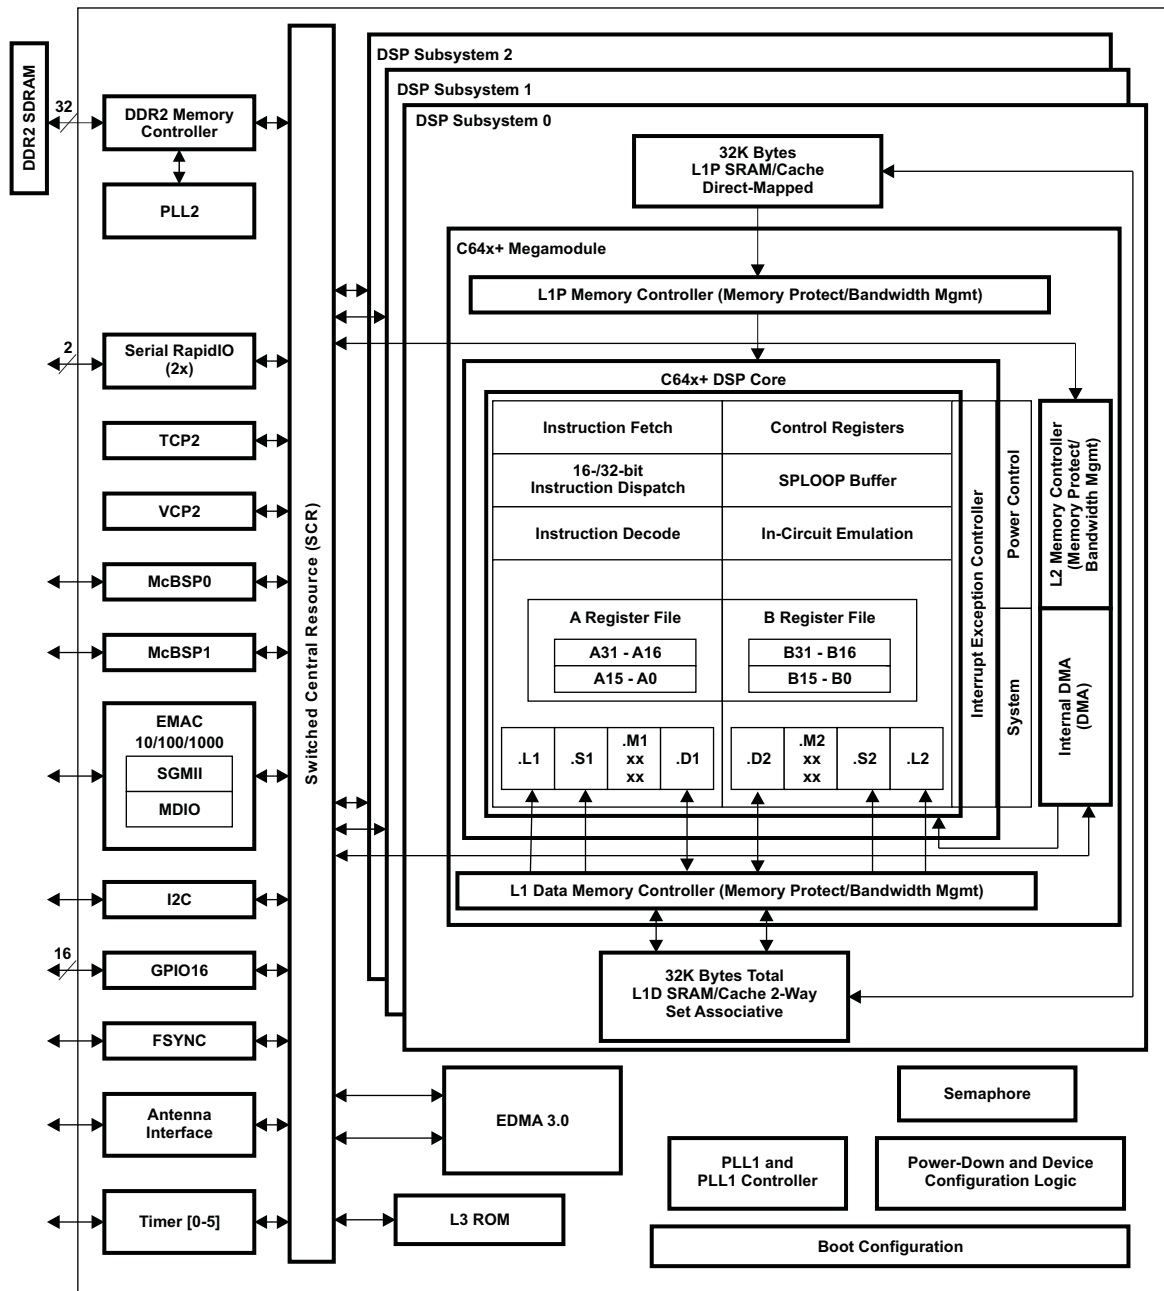 DDR2 SDRAM
32
DDR2 Memory
Controller
PLL2
2
Serial RapidIO
(2x)
TCP2
VCP2
McBSP0
McBSP1
EMAC
10/100/1000
SGMII
MDIO
I2C
16
GPIO16
FSYNC
Antenna
Interface
Timer [0-5]
Switched Central Resource (SCR)
DSP Subsystem 2
DSP Subsystem 1
DSP Subsystem 0
32K Bytes
L1P SRAM/Cache
Direct-Mapped
C64x+ Megamodule
L1P Memory Controller (Memory Protect/Bandwidth Mgmt)
C64x+ DSP Core
Instruction Fetch
Control Registers
16-/32-bit
Instruction Dispatch
SPLOOP Buffer
Instruction Decode
In-Circuit Emulation
A Register File
A31 - A16
A15 - A0
B Register File
B31 - B16
B15 - B0
.L1
.S1
.M1
xx
xx
.D1
.D2
.M2
xx
xx
.S2
.L2
Interrupt Exception Controller
Power Control
System
L2 Memory Controller
(Memory Protect/
Bandwidth Mgmt)
Internal DMA
(DMA)
L1 Data Memory Controller (Memory Protect/Bandwidth Mgmt)
32K Bytes Total
L1D SRAM/Cache 2-Way
Set Associative
EDMA 3.0
L3 ROM
Semaphore
PLL1 and
PLL1 Controller
Power-Down and Device
Configuration Logic
Boot Configuration